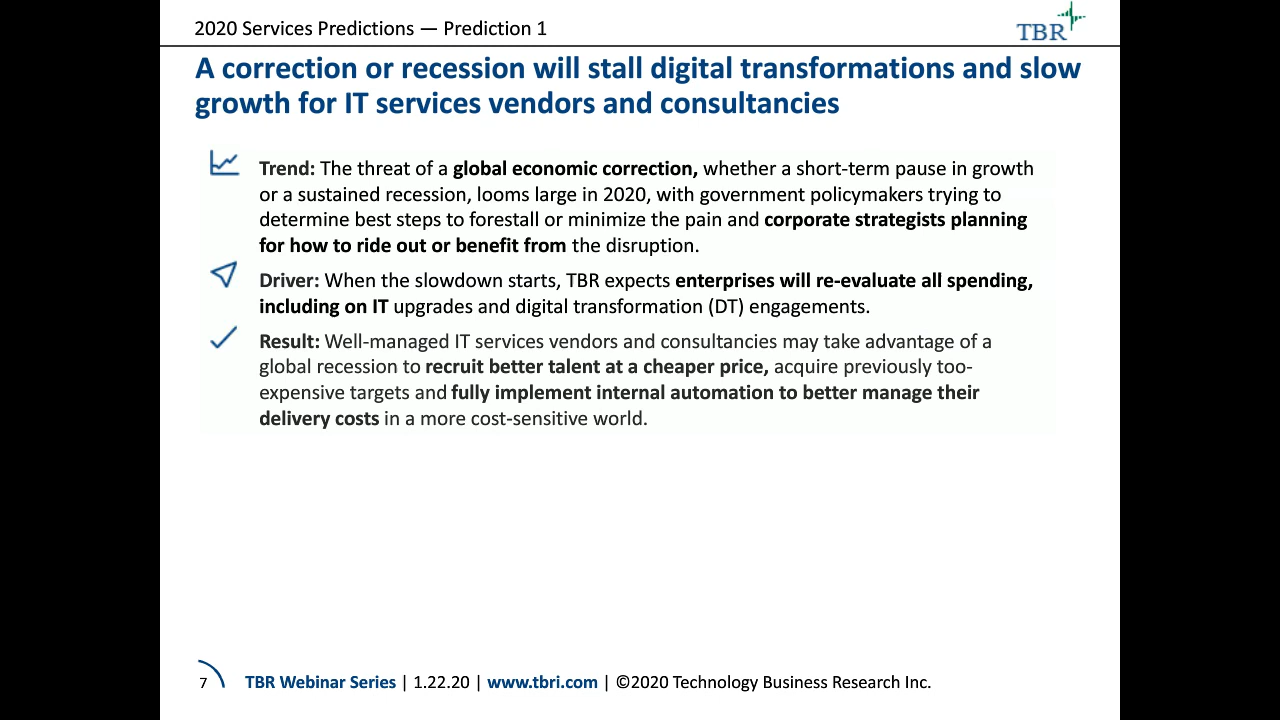 2020 Services Predictions — Prediction 1
TBR
A correction or recession will stall digital transformations and slow
growth for IT services vendors and consultancies
Trend: The threat of a global economic correction, whether a short-term pause in growth
or a sustained recession, looms large in 2020, with government policymakers trying to
determine best steps to forestall or minimize the pain and corporate strategists planning
for how to ride out or benefit from the disruption.
Driver: When the slowdown starts, TBR expects enterprises will re-evaluate all spending,
including on IT upgrades and digital transformation (DT) engagements.
Result: Well-managed IT services vendors and consultancies may take advantage of a
global recession to recruit better talent at a cheaper price, acquire previously too-
expensive targets and fully implement internal automation to better manage their
delivery costs in a more cost-sensitive world.
7 TBR Webinar Series | 1.22.20 | www.tbri.com | ©2020 Technology Business Research Inc.